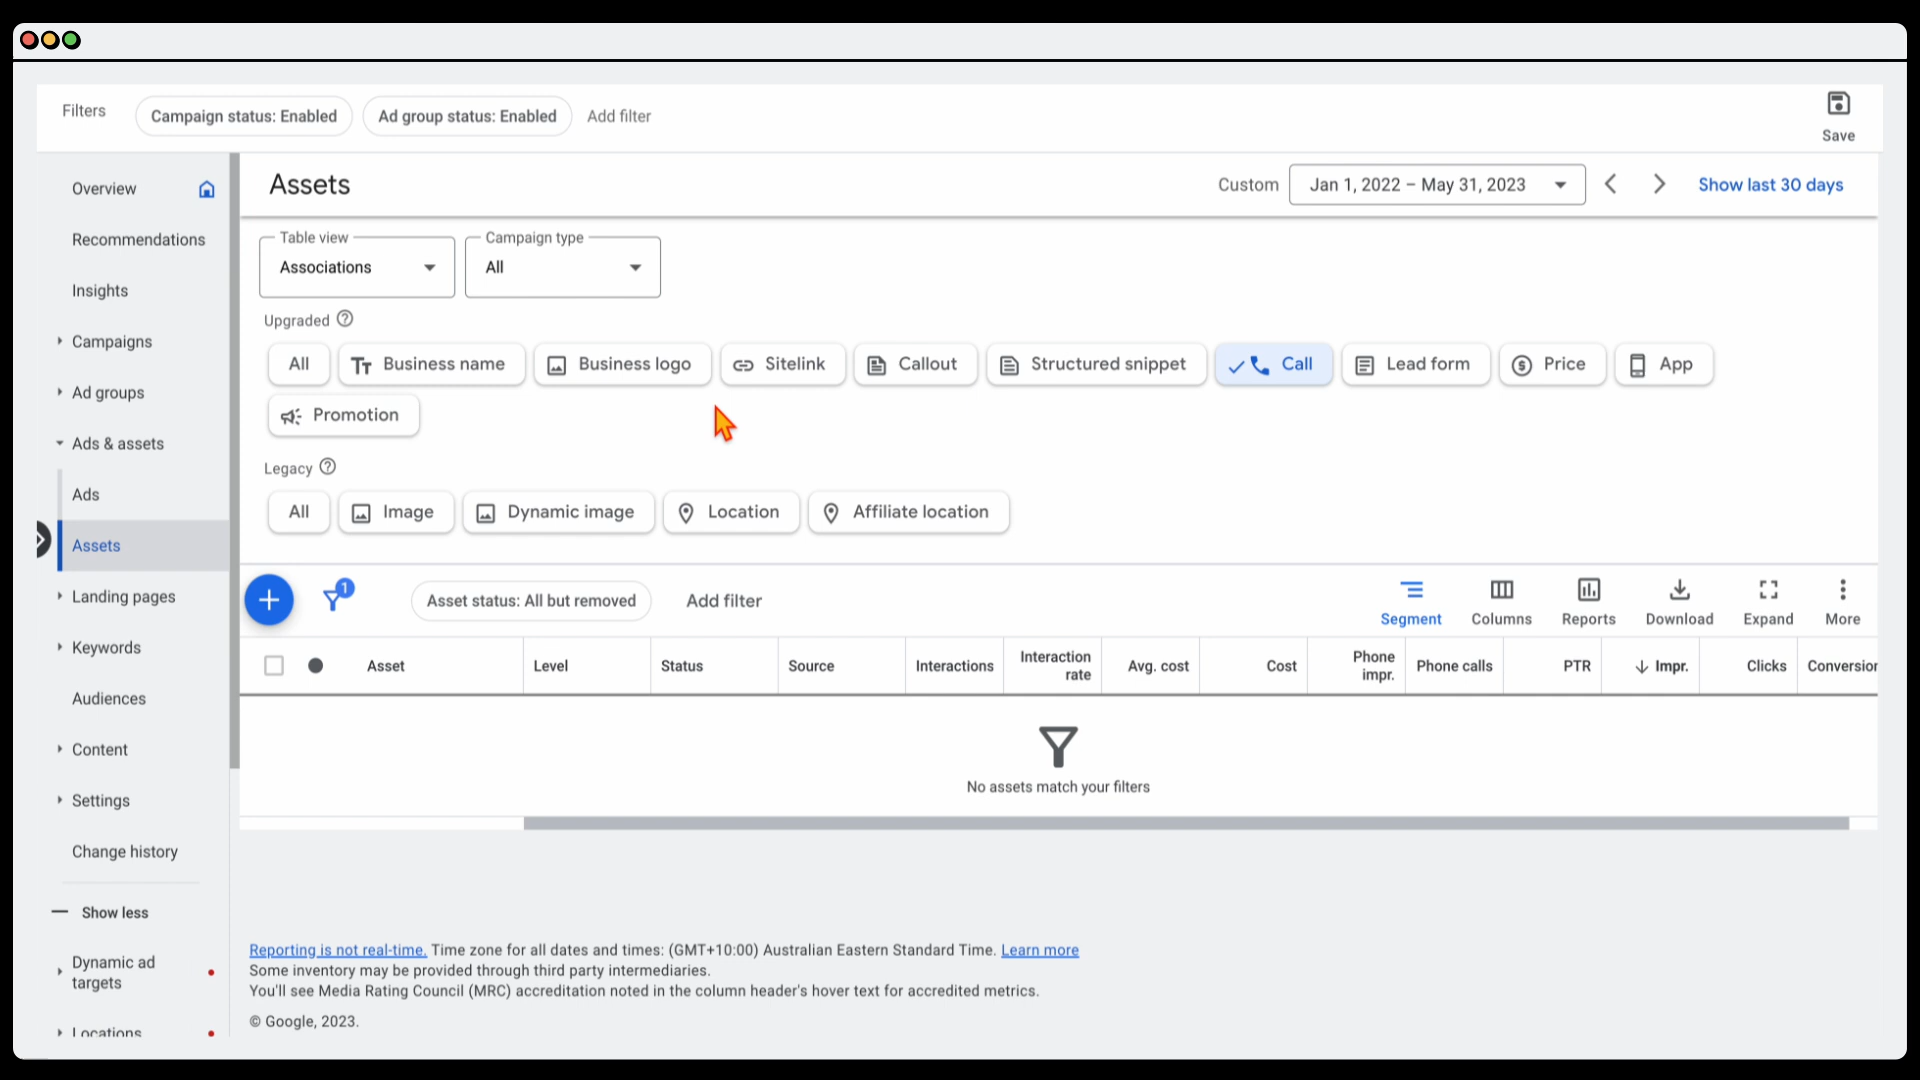 Filters
Campaign status: Enabled
Ad group status: Enabled
Add filter
Save
Overview
Recommendations
Insights
Campaigns
Ad groups
Ads & assets
Ads
Assets
Landing pages
Keywords
Audiences
Content
Settings
Change history
Show less
Dynamic ad
targets
Locations
Assets
Custom
Jan 1, 2022 – May 31, 2023
Show last 30 days
Table view
Associations
Campaign type
All
Upgraded
All
Business name
Business logo
Sitelink
Callout
Structured snippet
Call
Lead form
Price
App
Promotion
Legacy
All
Image
Dynamic image
Location
Affiliate location
1
Asset status: All but removed
Add filter
Segment
Columns
Reports
Download
Expand
More
Asset
Level
Status
Source
Interactions
Interaction
rate
Avg. cost
Cost
Phone
impr.
Phone calls
PTR
Impr.
Clicks
Conversion
No assets match your filters
Reporting is not real-time. Time zone for all dates and times: (GMT+10:00) Australian Eastern Standard Time. Learn more
Some inventory may be provided through third party intermediaries.
You'll see Media Rating Council (MRC) accreditation noted in the column header's hover text for accredited metrics.
© Google, 2023.